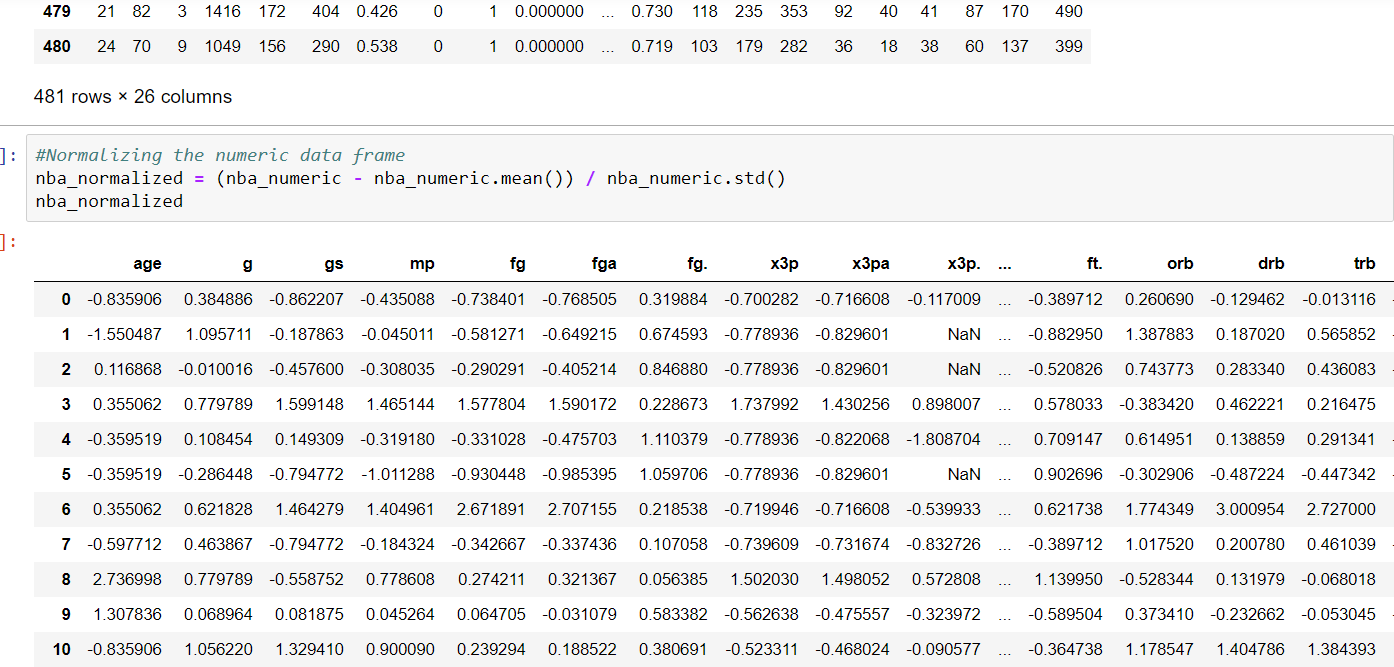 479 21 82 3 1416 172 404 0.426 0 1 0.000000 ... 0.730 118 235 353 92 40 41 87 170 490
480 24 70 9 1049 156 290 0.538 0 1 0.000000 ... 0.719 103 179 282 36 18 38 60 137 399
481 rows × 26 columns
]: #Normalizing the numeric data frame
nba_normalized = (nba_numeric - nba_numeric.mean()) / nba_numeric.std()
nba_normalized
]:
age g gs mp fg fga fg. x3p x3pa x3p. ... ft. orb drb trb
0 -0.835906 0.384886 -0.862207 -0.435088 -0.738401 -0.768505 0.319884 -0.700282 -0.716608 -0.117009 ... -0.389712 0.260690 -0.129462 -0.013116
1 -1.550487 1.095711 -0.187863 -0.045011 -0.581271 -0.649215 0.674593 -0.778936 -0.829601 NaN ... -0.882950 1.387883 0.187020 0.565852
2 0.116868 -0.010016 -0.457600 -0.308035 -0.290291 -0.405214 0.846880 -0.778936 -0.829601 NaN ... -0.520826 0.743773 0.283340 0.436083
3 0.355062 0.779789 1.599148 1.465144 1.577804 1.590172 0.228673 1.737992 1.430256 0.898007 ... 0.578033 -0.383420 0.462221 0.216475
4 -0.359519 0.108454 0.149309 -0.319180 -0.331028 -0.475703 1.110379 -0.778936 -0.822068 -1.808704 ... 0.709147 0.614951 0.138859 0.291341
5 -0.359519 -0.286448 -0.794772 -1.011288 -0.930448 -0.985395 1.059706 -0.778936 -0.829601 NaN ... 0.902696 -0.302906 -0.487224 -0.447342
6 0.355062 0.621828 1.464279 1.404961 2.671891 2.707155 0.218538 -0.719946 -0.716608 -0.539933 ... 0.621738 1.774349 3.000954 2.727000
7 -0.597712 0.463867 -0.794772 -0.184324 -0.342667 -0.337436 0.107058 -0.739609 -0.731674 -0.832726 ... -0.389712 1.017520 0.200780 0.461039
8 2.736998 0.779789 -0.558752 0.778608 0.274211 0.321367 0.056385 1.502030 1.498052 0.572808 ... 1.139950 -0.528344 0.131979 -0.068018
9 1.307836 0.068964 0.081875 0.045264 0.064705 -0.031079 0.583382 -0.562638 -0.475557 -0.323972 ... -0.589504 0.373410 -0.232662 -0.053045
10 -0.835906 1.056220 1.329410 0.900090 0.239294 0.188522 0.380691 -0.523311 -0.468024 -0.090577 ... -0.364738 1.178547 1.404786 1.384393